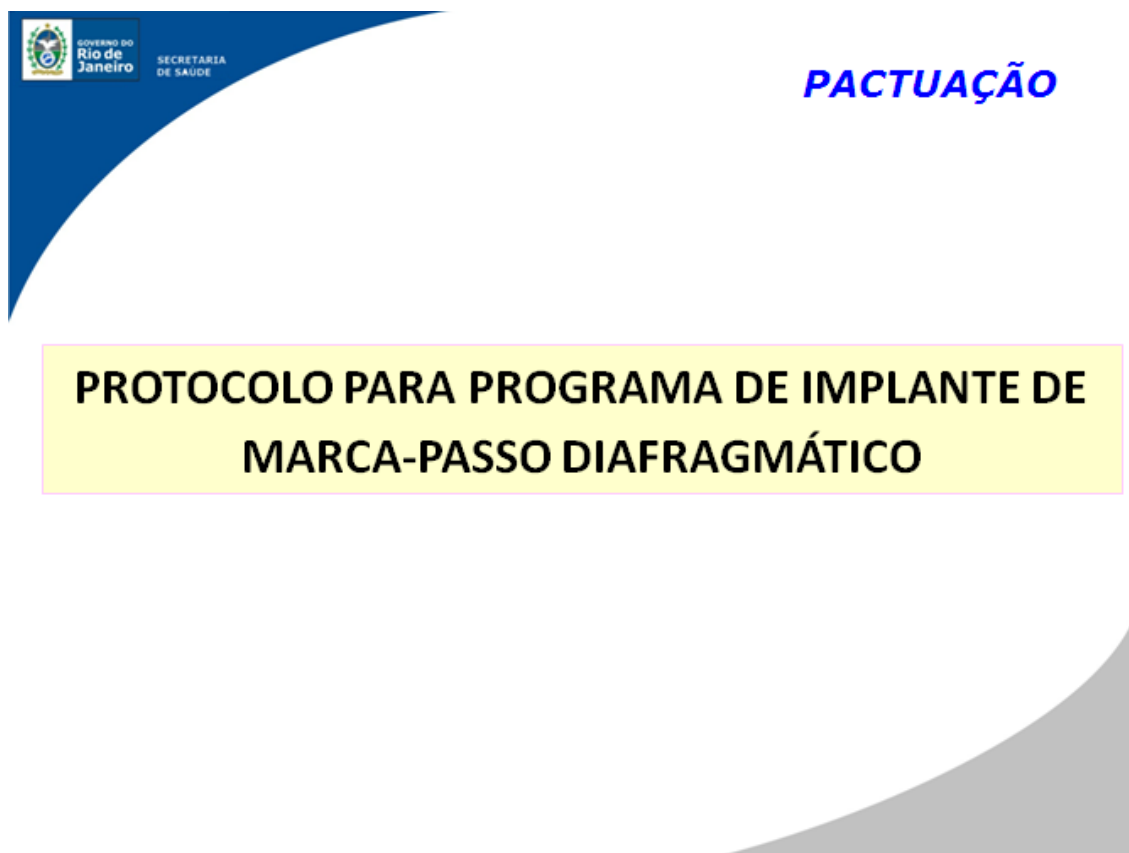 GOVERNO DO
Rio de
Janeiro
SECRETARIA
DE SAÚDE
PACTUAÇÃO
PROTOCOLO PARA PROGRAMA DE IMPLANTE DE
MARCA-PASSO DIAFRAGMÁTICO